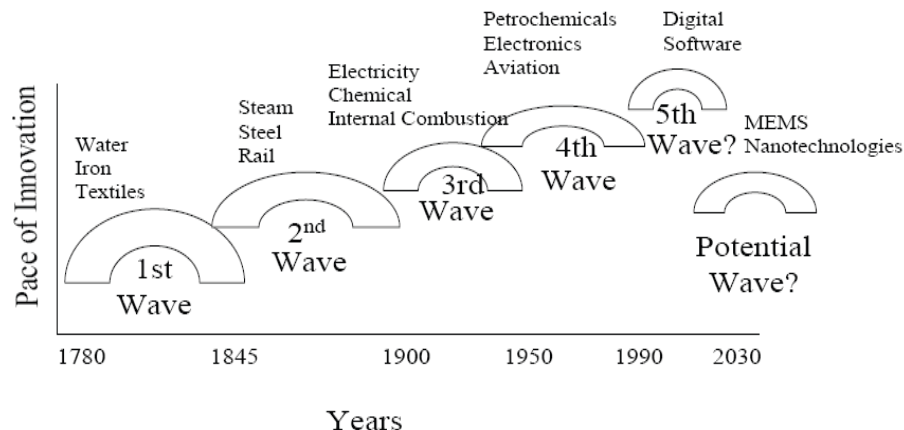 Petrochemicals
Electronics
Aviation
Digital
Software
Electricity
Chemical
Internal Combustion
Steam
Steel
Rail
Water
Iron
Textiles
MEMS
Nanotechnologies
1st
Wave
2nd
Wave
3rd
Wave
4th
Wave
5th
Wave?
Potential
Wave?
Pace of Innovation
1780 1845 1900 1950 1990 2030
Years